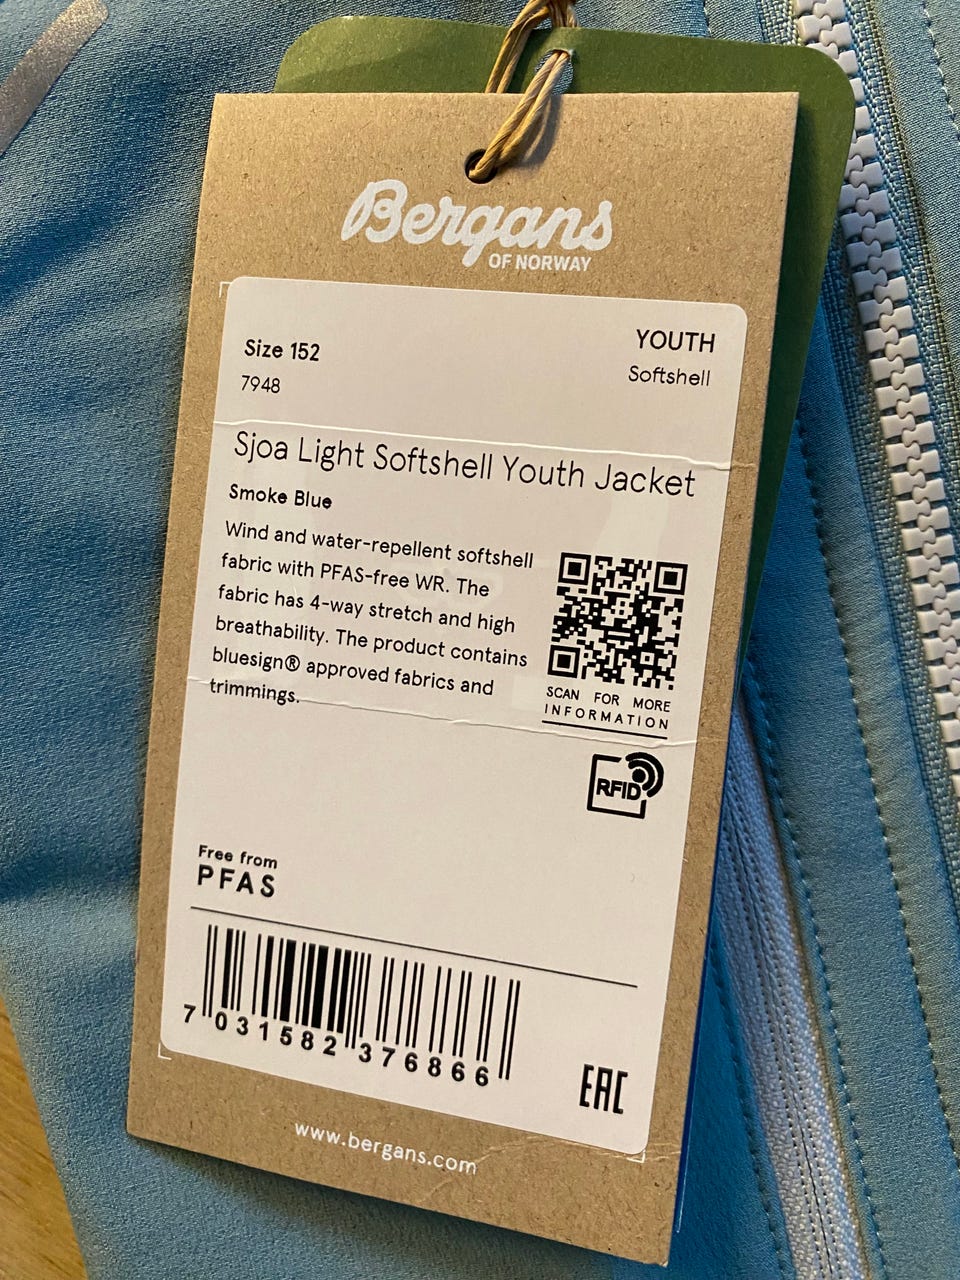 Bergans
OF NORWAY
Size 152
YOUTH
7948
Softshell
Sjoa Light Softshell Youth Jacket
Smoke Blue
Wind and water-repellent softshell
fabric with PFAS-free WR. The
fabric has 4-way stretch and high
breathability. The product contains
bluesign® approved fabrics and
trimmings.
SCAN FOR MORE
INFORMATION
RFID
Free from
PFAS
7 031582 376866
EAC
www.bergans.com